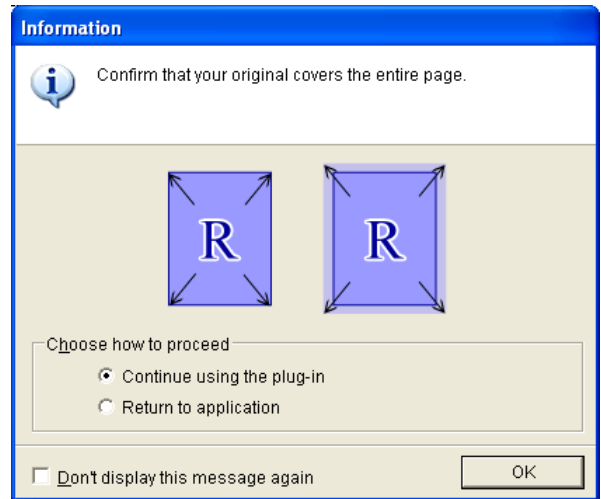 Information
Confirm that your original covers the entire page.
R R
Choose how to proceed
Continue using the plug-in
Return to application
Don't display this message again
OK